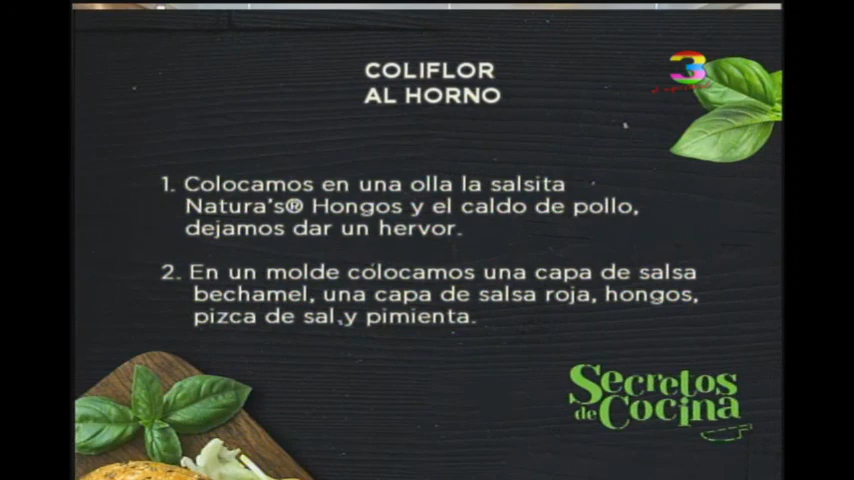 COLIFLOR
AL HORNO
3
1. Colocamos en una olla la salsita
Natura's® Hongos y el caldo de pollo,
dejamos dar un hervor.
2. En un molde colocamos una capa de salsa
bechamel, una capa de salsa roja, hongos,
pizca de sal y pimienta.
Secretos
de Cocina